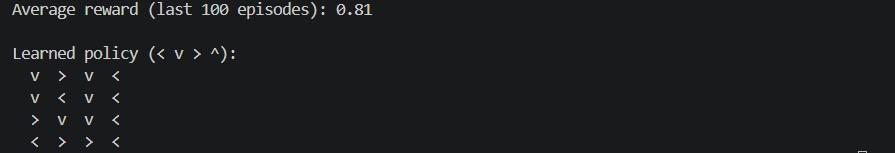 Average reward (last 100 episodes): 0.81
Learned policy (< v > ^):
v > v <
v < v <
> v v <
< > > <